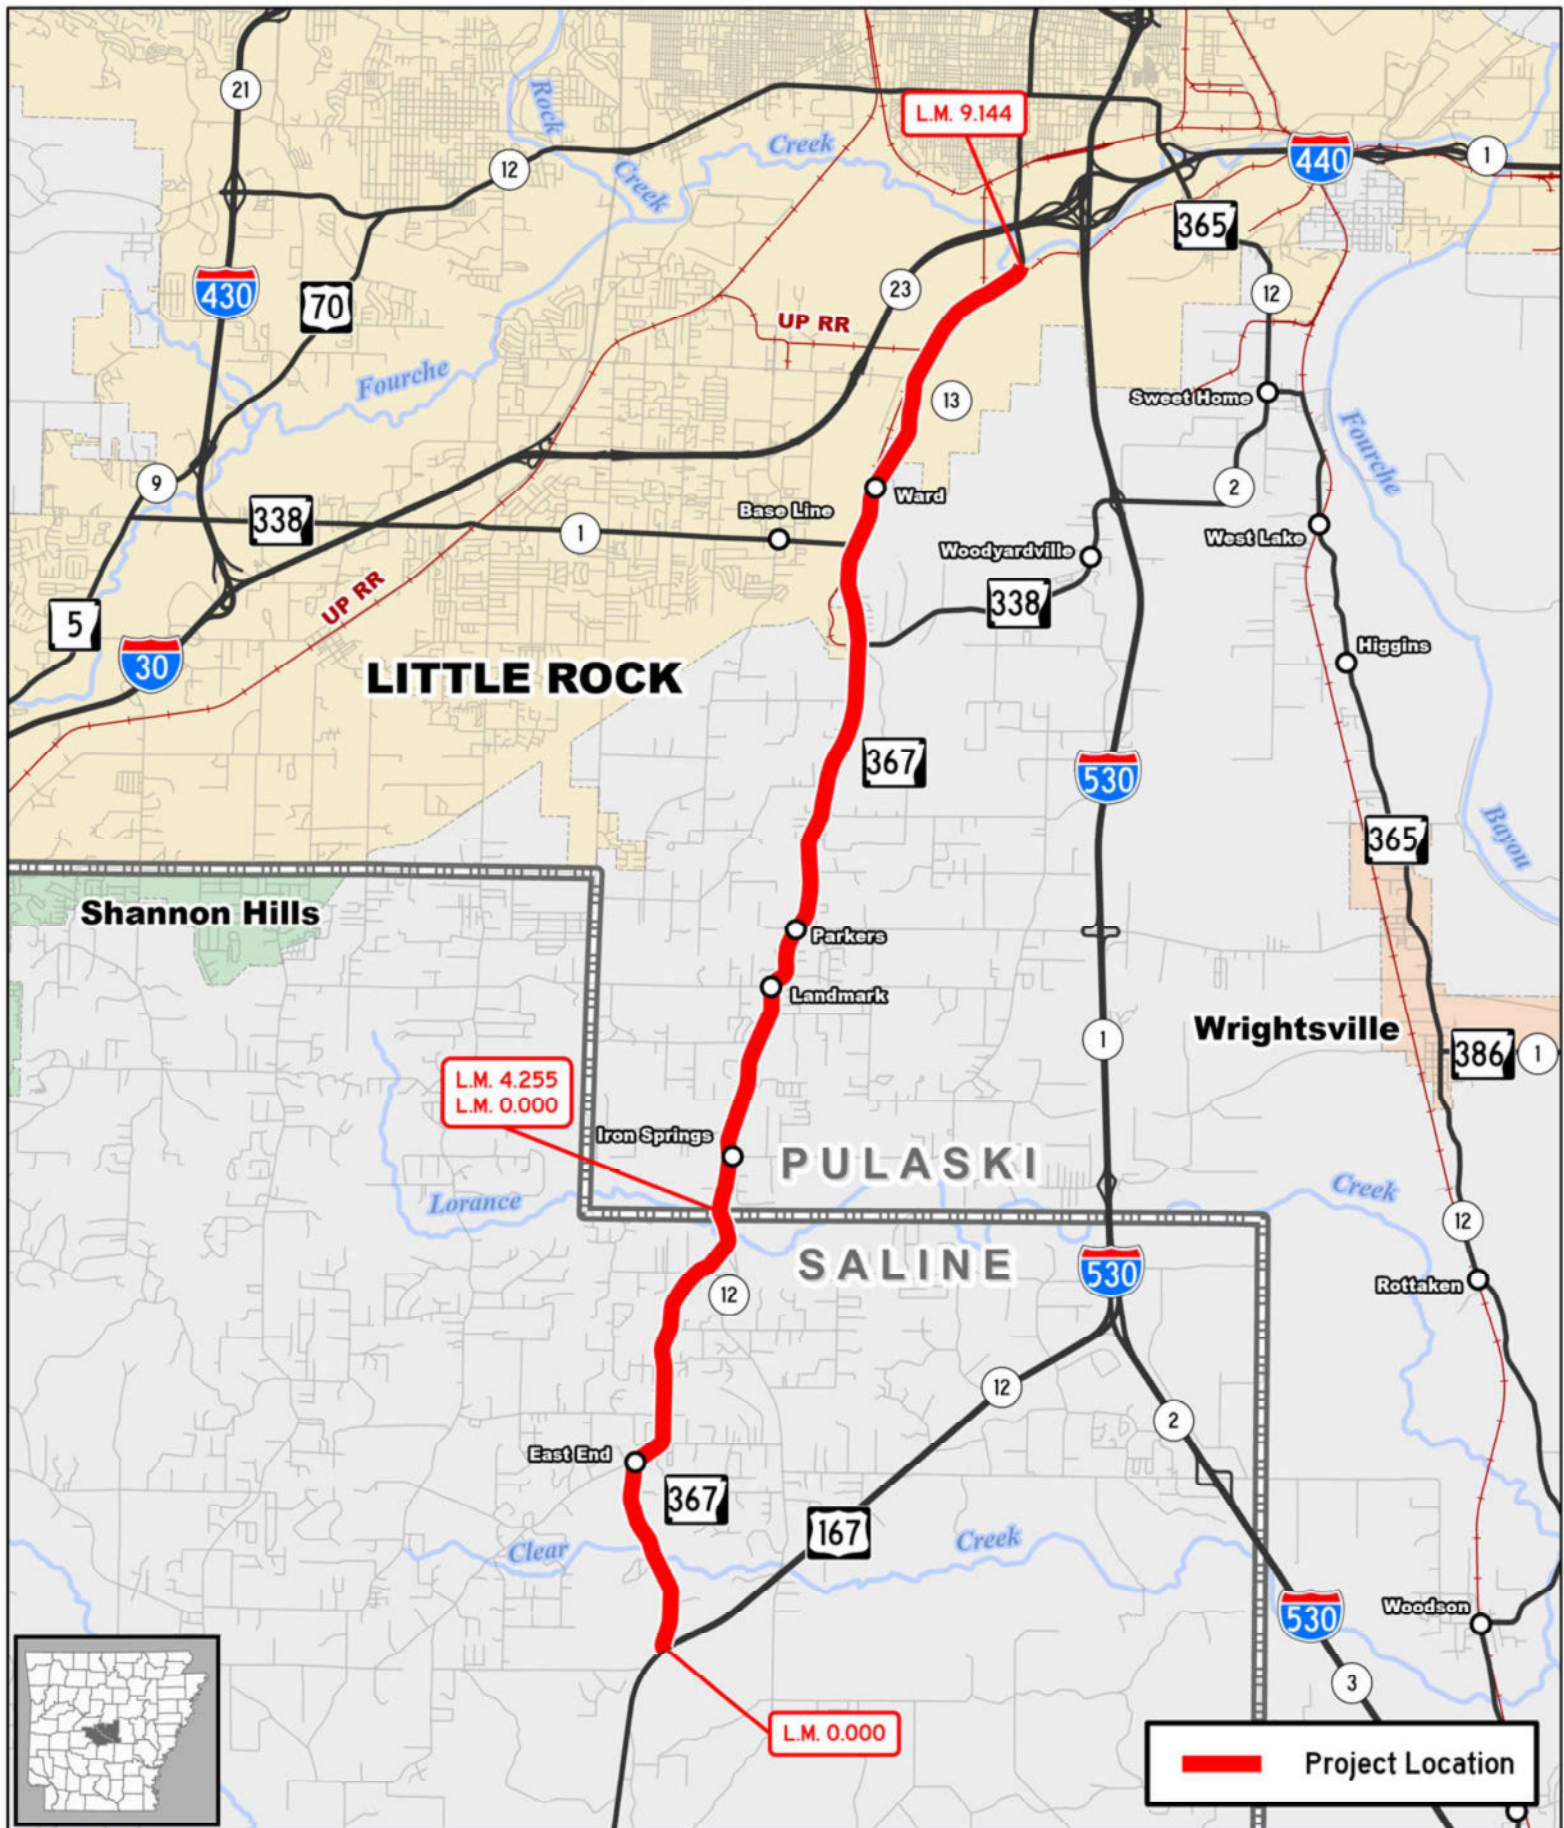 21
Rock
Creek
L.M. 9.144
Creek
12
440
1
365
430
70
23
12
UP RR
Fourche
13
Sweet Home
Fourche
9
Ward
2
338
1
Base Line
Woodyardville
West Lake
5
UP RR
338
30
Higgins
LITTLE ROCK
367
530
365
Bayou
Shannon Hills
Parkers
Landmark
Wrightsville
1
386
1
L.M. 4.255
L.M. 0.000
Iron Springs
PULASKI
Creek
Lorance
12
SALINE
530
Rottaken
12
12
2
East End
367
167
Clear
Creek
530
Woodson
3
L.M. 0.000
Project Location